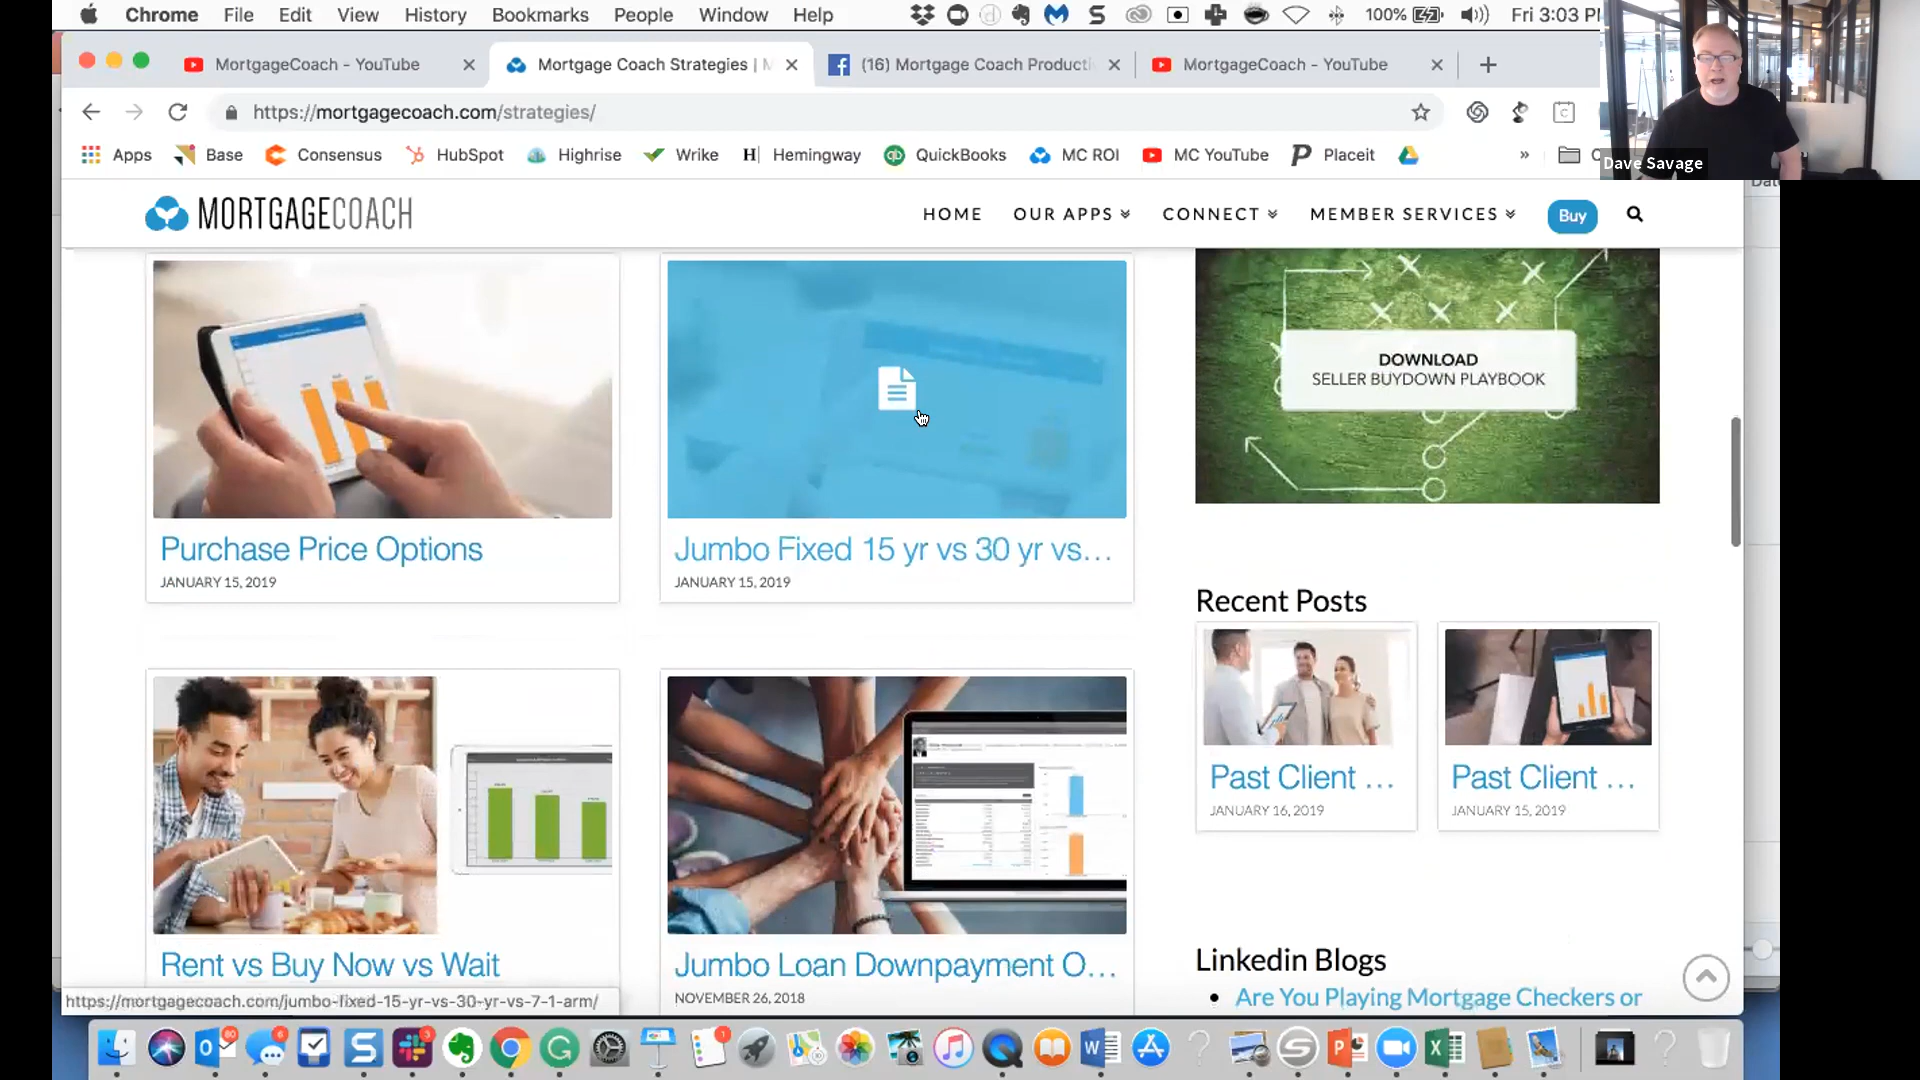 Chrome File Edit View History Bookmarks People Window Help 100% Fri 3:03
MortgageCoach - YouTube
Mortgage Coach Strategies |
(16) Mortgage Coach Producti
MortgageCoach - YouTube
https://mortgagecoach.com/strategies/
Apps Base Consensus HubSpot Highrise Wrike Hemingway QuickBooks MC ROI MC YouTube Placeit »
Dave Savage
MORTGAGECOACH
HOME OUR APPS CONNECT MEMBER SERVICES Buy
DOWNLOAD
SELLER BUYDOWN PLAYBOOK
Purchase Price Options
JANUARY 15, 2019
Jumbo Fixed 15 yr vs 30 yr vs...
JANUARY 15, 2019
Recent Posts
Past Client ...
JANUARY 16, 2019
Past Client ...
JANUARY 15, 2019
Rent vs Buy Now vs Wait
Jumbo Loan Downpayment O...
NOVEMBER 26, 2018
Linkedin Blogs
Are You Playing Mortgage Checkers or
https://mortgagecoach.com/jumbo-fixed-15-yr-vs-30-yr-vs-7-1-arm/